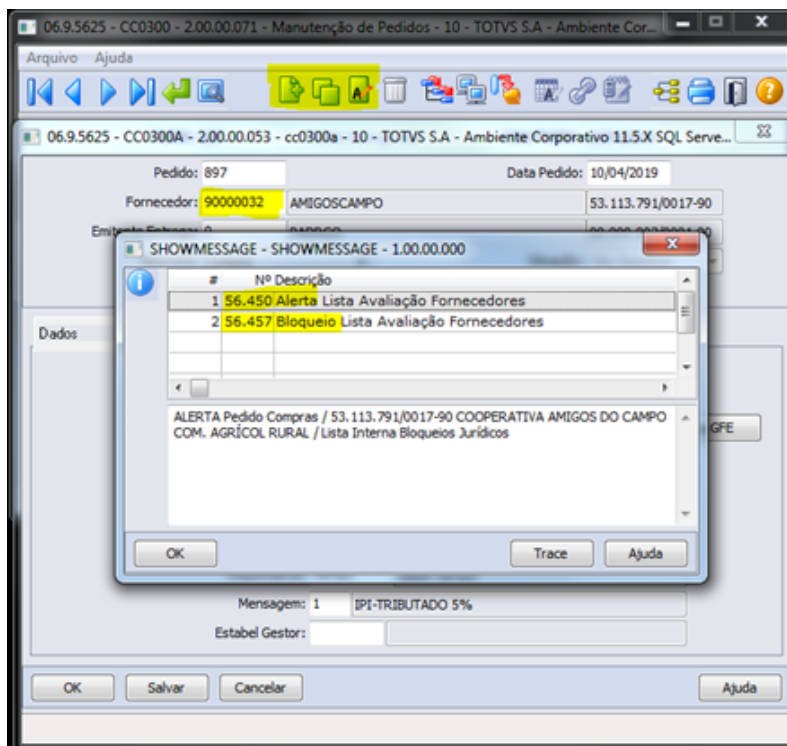 06.9.5625 - CC0300 - 2.00.00.071 - Manutenção de Pedidos - 10 - TOTVS S.A - Ambiente Cor...
Arquivo Ajuda
06.9.5625 - CC0300A - 2.00.00.053 - cc0300a - 10 - TOTVS S.A - Ambiente Corporativo 11.5.X SQL Serve...
Pedido: 897 Data Pedido: 10/04/2019
Fornecedor: 90000032 AMIGOSCAMPO 53.113.791/0017-90
SHOWMESSAGE - SHOWMESSAGE - 1.00.00.000
# Nº Descrição
1 56.450 Alerta Lista Avaliação Fornecedores
2 56.457 Bloqueio Lista Avaliação Fornecedores
Dados
ALERTA Pedido Compras / 53.113.791/0017-90 COOPERATIVA AMIGOS DO CAMPO
COM. AGRÍCOL RURAL / Lista Interna Bloqueios Jurídicos
GFE
OK Trace Ajuda
Mensagem: 1 IPI-TRIBUTADO 5%
Estabel Gestor:
OK Salvar Cancelar Ajuda